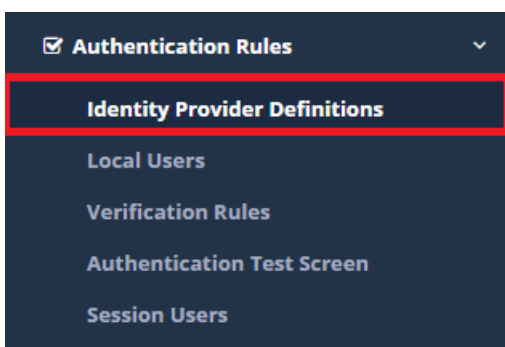 Authentication Rules
Identity Provider Definitions
Local Users
Verification Rules
Authentication Test Screen
Session Users